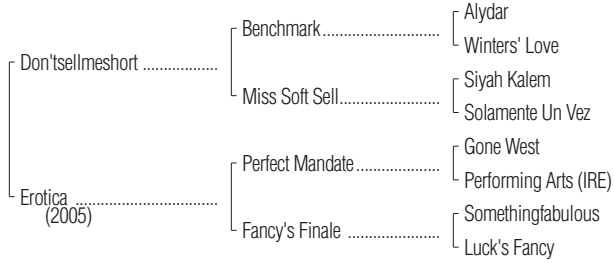 Alydar
Benchmark
Winters' Love
Don'tsellmeshort
Siyah Kalem
Miss Soft Sell
Solamente Un Vez
Gone West
Perfect Mandate
Performing Arts (IRE)
Erotica
(2005)
Somethingfabulous
Fancy's Finale
Luck's Fancy